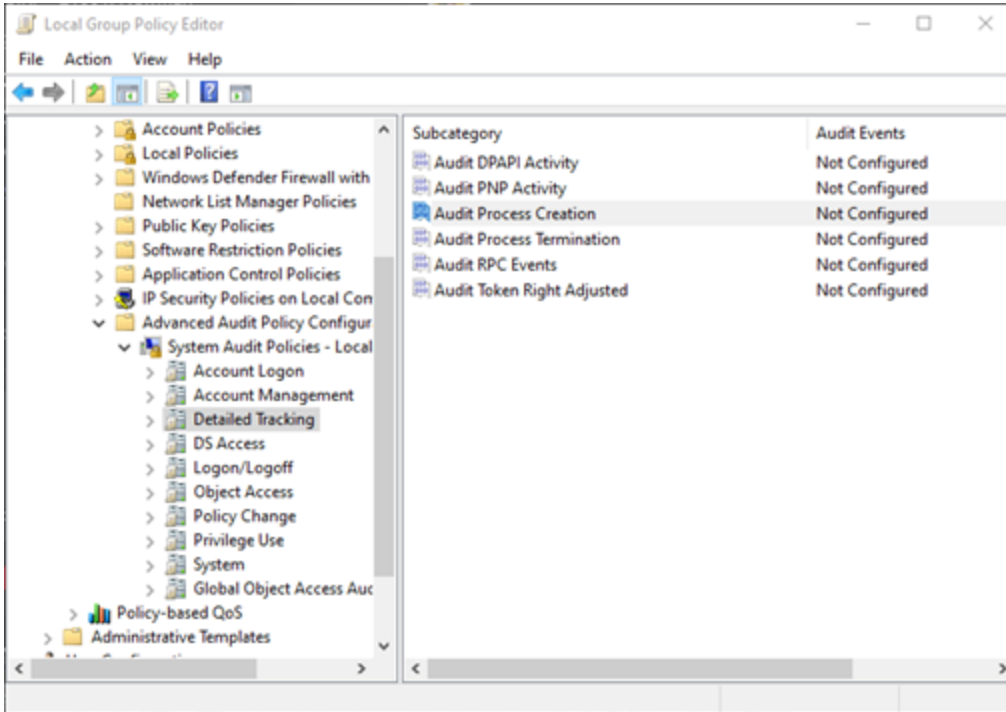 Local Group Policy Editor
File Action View Help
Account Policies
Local Policies
Windows Defender Firewall with
Network List Manager Policies
Public Key Policies
Software Restriction Policies
Application Control Policies
IP Security Policies on Local Con
Advanced Audit Policy Configur
System Audit Policies - Local
Account Logon
Account Management
Detailed Tracking
DS Access
Logon/Logoff
Object Access
Policy Change
Privilege Use
System
Global Object Access Auc
Policy-based QoS
Administrative Templates
Subcategory Audit Events
Audit DPAPI Activity Not Configured
Audit PNP Activity Not Configured
Audit Process Creation Not Configured
Audit Process Termination Not Configured
Audit RPC Events Not Configured
Audit Token Right Adjusted Not Configured